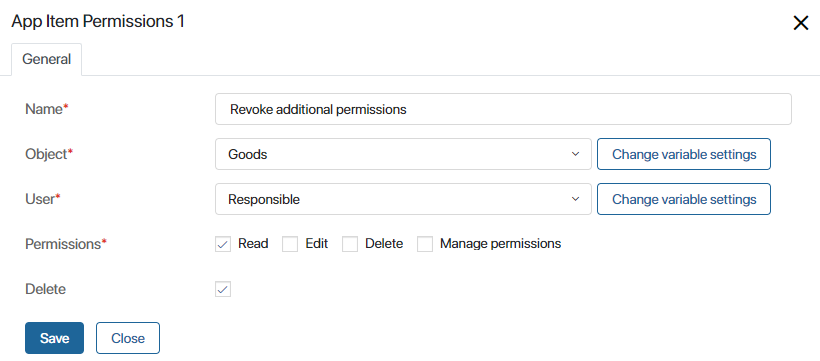 App Item Permissions 1
General
Name*
Revoke additional permissions
Object*
Goods
Change variable settings
User*
Responsible
Change variable settings
Permissions*
Read
Edit
Delete
Manage permissions
Delete
Save
Close